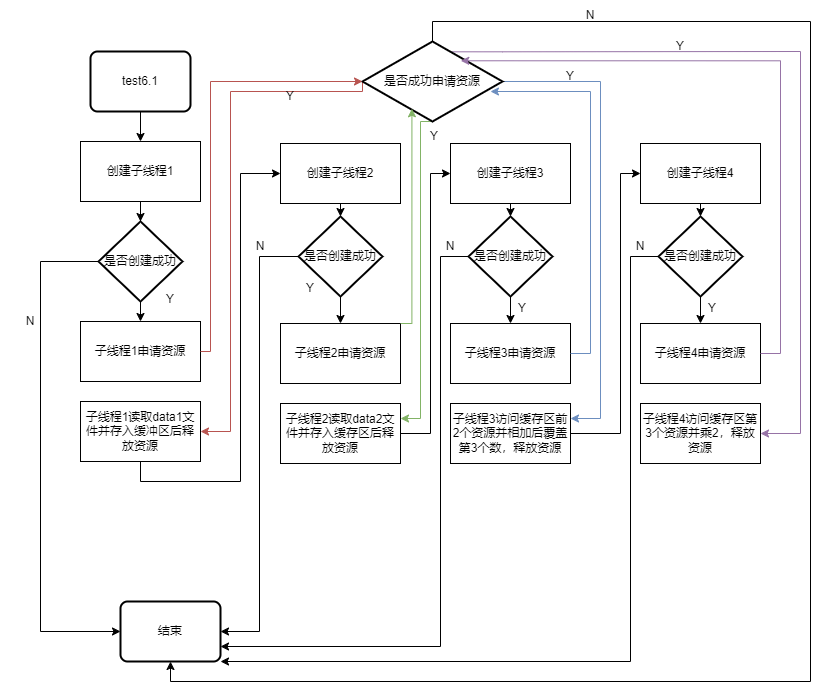 N
Y
test6.1
是否成功申请资源
Y
Y
Y
创建子线程1
创建子线程2
创建子线程3
创建子线程4
N
N
N
是否创建成功
是否创建成功
是否创建成功
是否创建成功
Y
Y
Y
Y
N
子线程1申请资源
子线程2申请资源
子线程3申请资源
子线程4申请资源
子线程1读取data1文
件并存入缓冲区后释
放资源
子线程2读取data2文
件并存入缓存区后释
放资源
子线程3访问缓存区前
2个资源并相加后覆盖
第3个数，释放资源
子线程4访问缓存区第
3个资源并乘2，释放
资源
结束